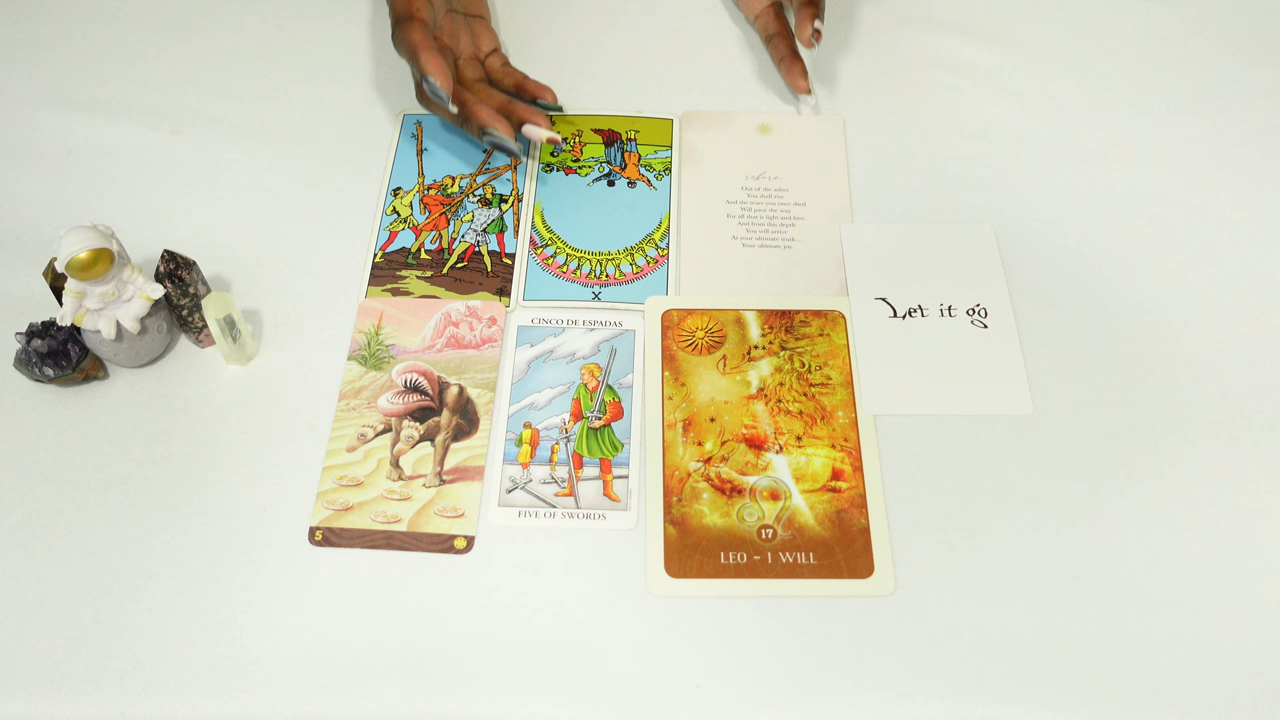 X
reborn
Out of the ashes
You shall rise
And the tears you once shed
Will pave the way
For all that is light and free.
And from this depth
You will arrive
At your ultimate truth...
Your ultimate joy
Let it go
5
CINCO DE ESPADAS
FIVE OF SWORDS
17
LEO ~ I WILL